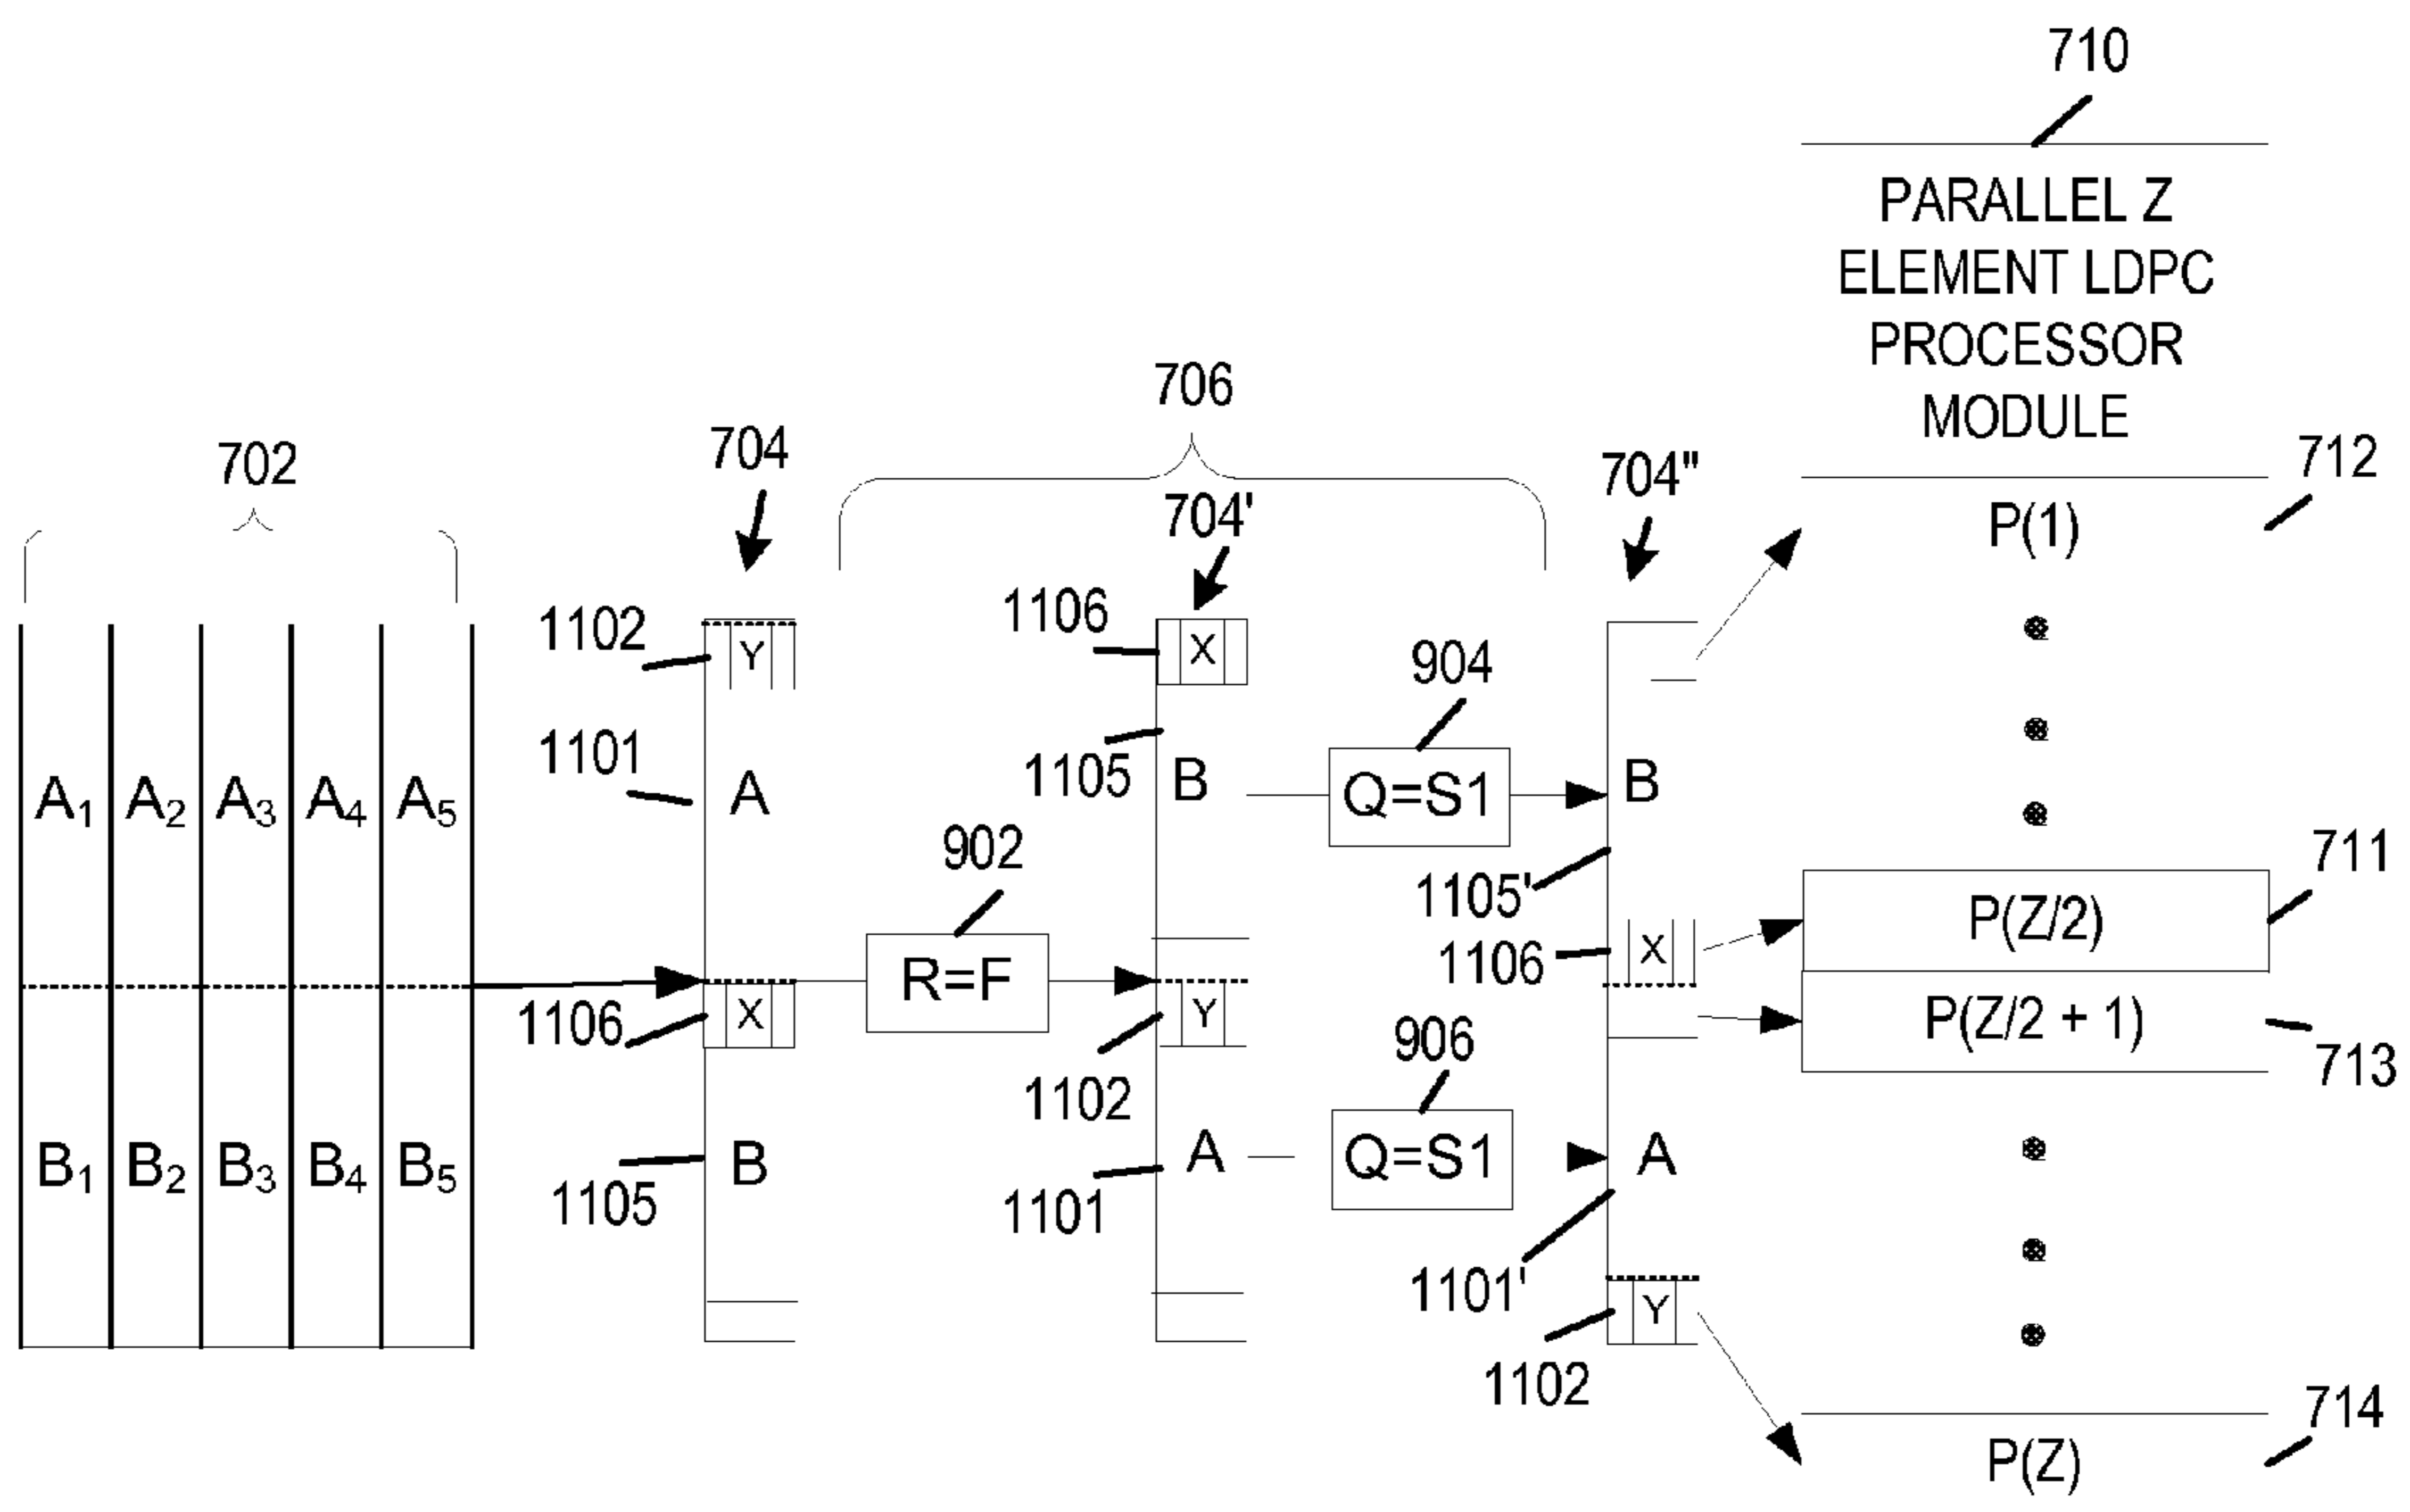 710
PARALLEL Z
ELEMENT LDPC
PROCESSOR
MODULE
706
702
704
704'
704"
712
P(1)
1102
Y
1106
X
904
1101
A
1105
B
Q=S1
B
A₁ A₂ A₃ A₄ A₅
902
R=F
1105'
711
P(Z/2)
1106
X
1106
X
Y
1102
906
P(Z/2 + 1)
713
B₁ B₂ B₃ B₄ B₅
1105
B
1101
A
Q=S1
A
1101'
Y
1102
714
P(Z)